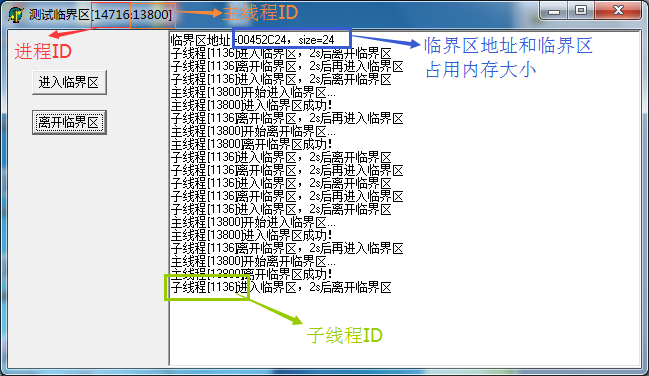 测试临界区[14716:13800]
主线程ID
进程ID
进入临界区
离开临界区
临界区地址=00452C24，size=24
子线程[1136]进入临界区，2s后离开临界区
子线程[1136]离开临界区，2s后再进入临界区
子线程[1136]进入临界区，2s后离开临界区
主线程[13800]开始进入临界区...
主线程[13800]进入临界区成功！
子线程[1136]离开临界区，2s后再进入临界区
主线程[13800]开始离开临界区...
主线程[13800]离开临界区成功！
子线程[1136]进入临界区，2s后离开临界区
子线程[1136]离开临界区，2s后再进入临界区
子线程[1136]进入临界区，2s后离开临界区
子线程[1136]离开临界区，2s后再进入临界区
子线程[1136]进入临界区，2s后离开临界区
主线程[13800]开始进入临界区...
主线程[13800]进入临界区成功！
子线程[1136]离开临界区，2s后再进入临界区
主线程[13800]开始离开临界区...
主线程[13800]离开临界区成功！
子线程[1136]进入临界区，2s后离开临界区
临界区地址和临界区
占用内存大小
子线程ID